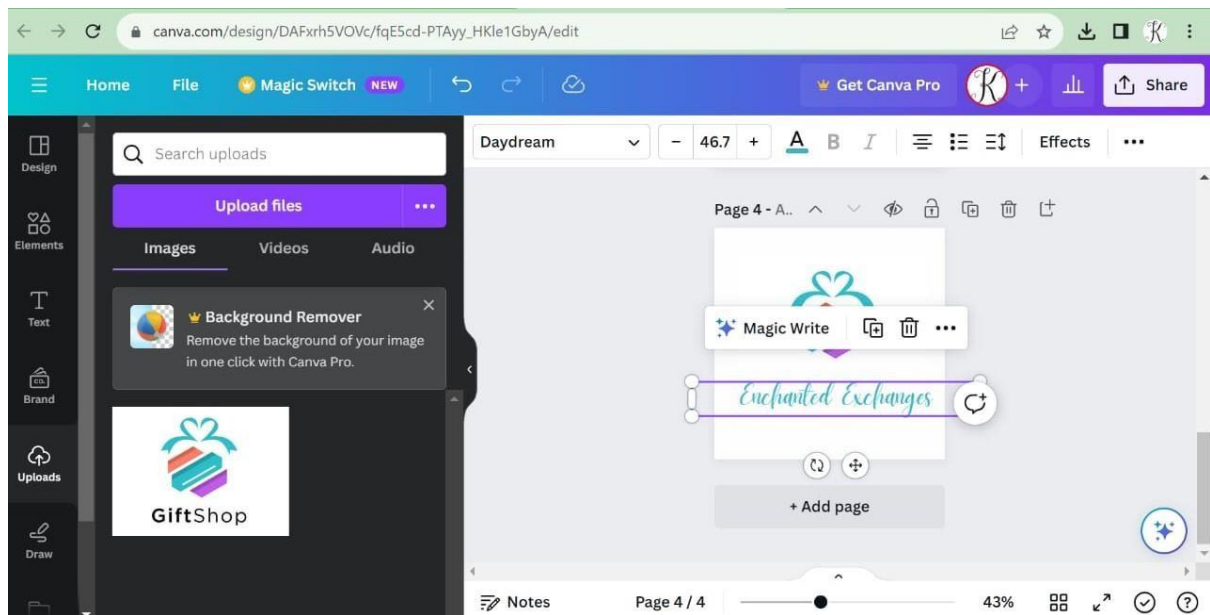 canva.com/design/DAFxrh5VOVc/fqE5cd-PTAyy_HKle1GbyA/edit
K
Home File Magic Switch NEW Get Canva Pro K + Share
Design
Elements
Text
Brand
Uploads
Draw
Search uploads
Upload files
Images Videos Audio
Background Remover
Remove the background of your image
in one click with Canva Pro.
GiftShop
Daydream - 46.7 + A B I Effects
Page 4 - A..
Magic Write
Enchanted Exchanges
+ Add page
Notes Page 4 / 4 43%